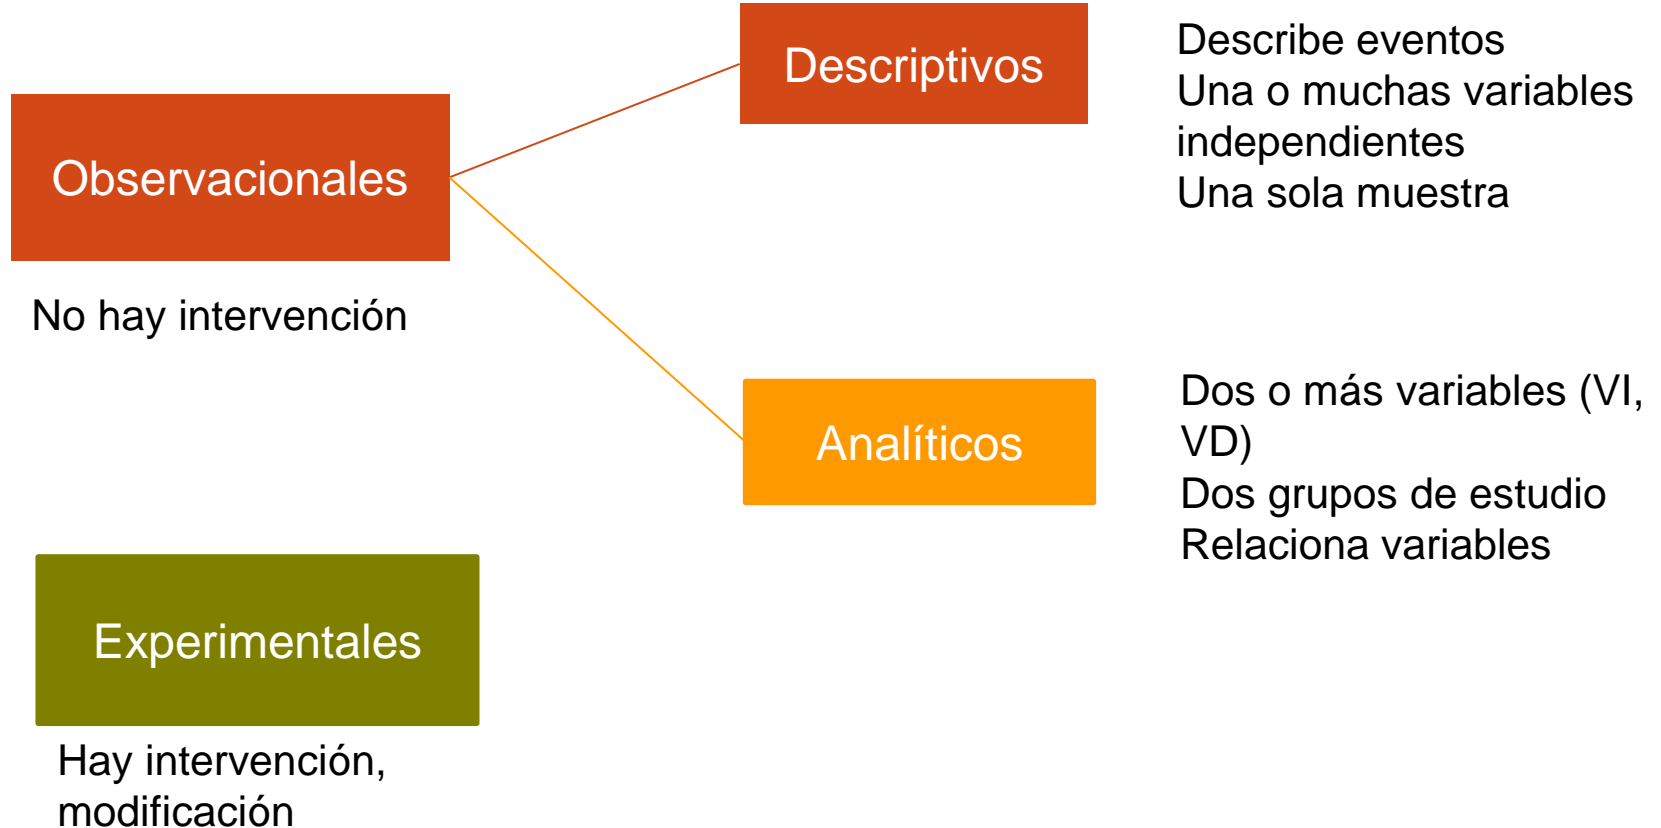 Observacionales
No hay intervención
Descriptivos
Describe eventos
Una o muchas variables
independientes
Una sola muestra
Analíticos
Dos o más variables (VI,
VD)
Dos grupos de estudio
Relaciona variables
Experimentales
Hay intervención,
modificación